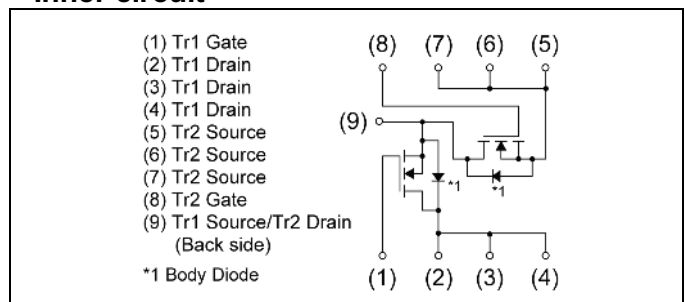 Inner circuit
(1) Tr1 Gate
(2) Tr1 Drain
(3) Tr1 Drain
(4) Tr1 Drain
(5) Tr2 Source
(6) Tr2 Source
(7) Tr2 Source
(8) Tr2 Gate
(9) Tr1 Source/Tr2 Drain
(Back side)
*1 Body Diode
(8) (7) (6) (5)
(9)
*1 *1
(1) (2) (3) (4)